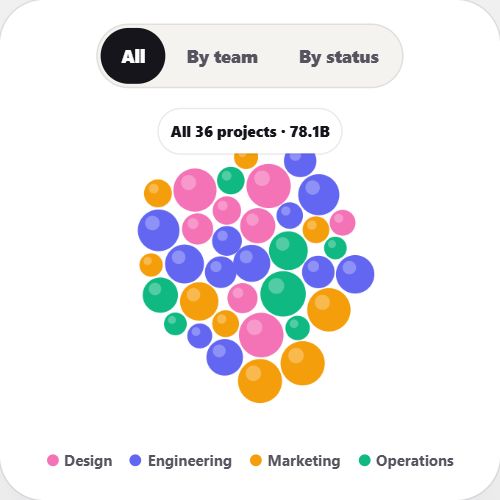 All By team By status
All 36 projects · 78.1B
Design Engineering Marketing Operations